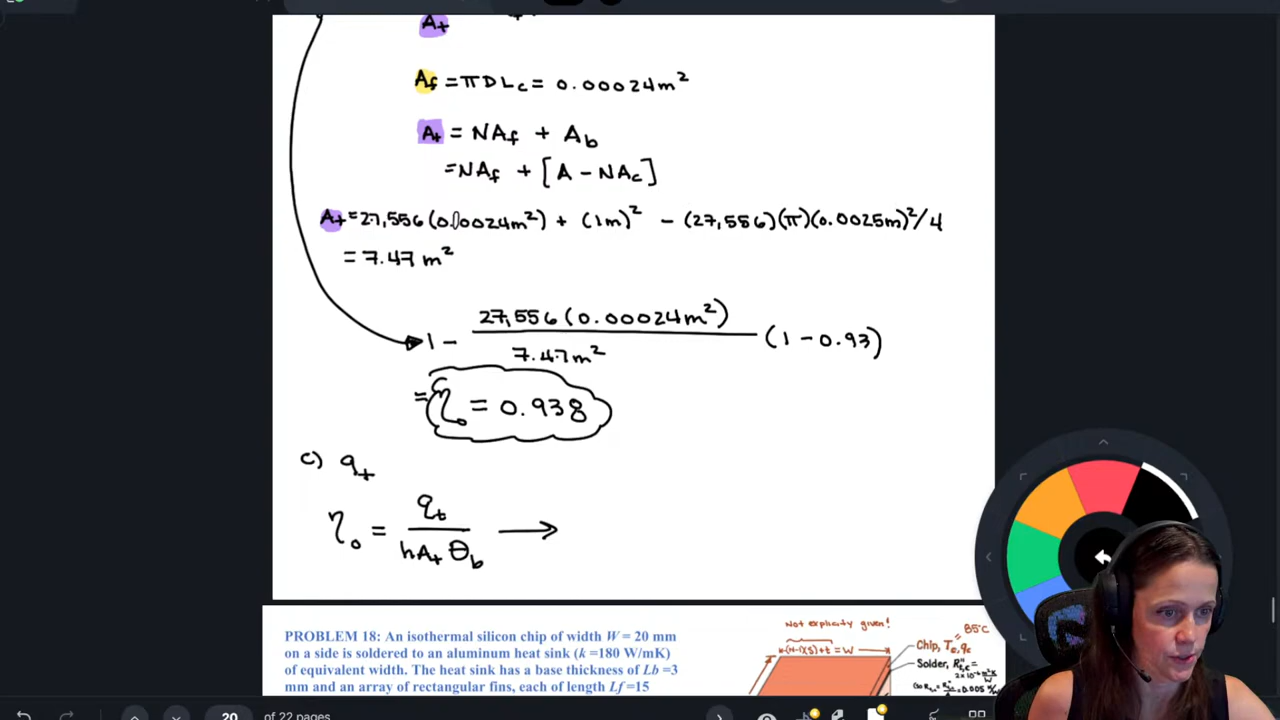 At
Af = πDLc = 0.00024m²
At = NAf + Ab
= NAf + [A - NAc]
At = 27,556(0.00024m²) + (1m)² - (27,556)(π)(0.0025m)²/4
= 7.47 m²
27,556(0.00024m²)
1 - (1 - 0.93)
7.47m²
= ηo = 0.938
c) qt
ηo = qt / hAtθb →
PROBLEM 18: An isothermal silicon chip of width W = 20 mm
on a side is soldered to an aluminum heat sink (k =180 W/mK)
of equivalent width. The heat sink has a base thickness of Lb =3
mm and an array of rectangular fins, each of length Lf =15
Not explicity given!
(N-1)(S)+t = W
85°C
Chip, Tc, qc
Solder, R"t,c =
20 of 22 pages